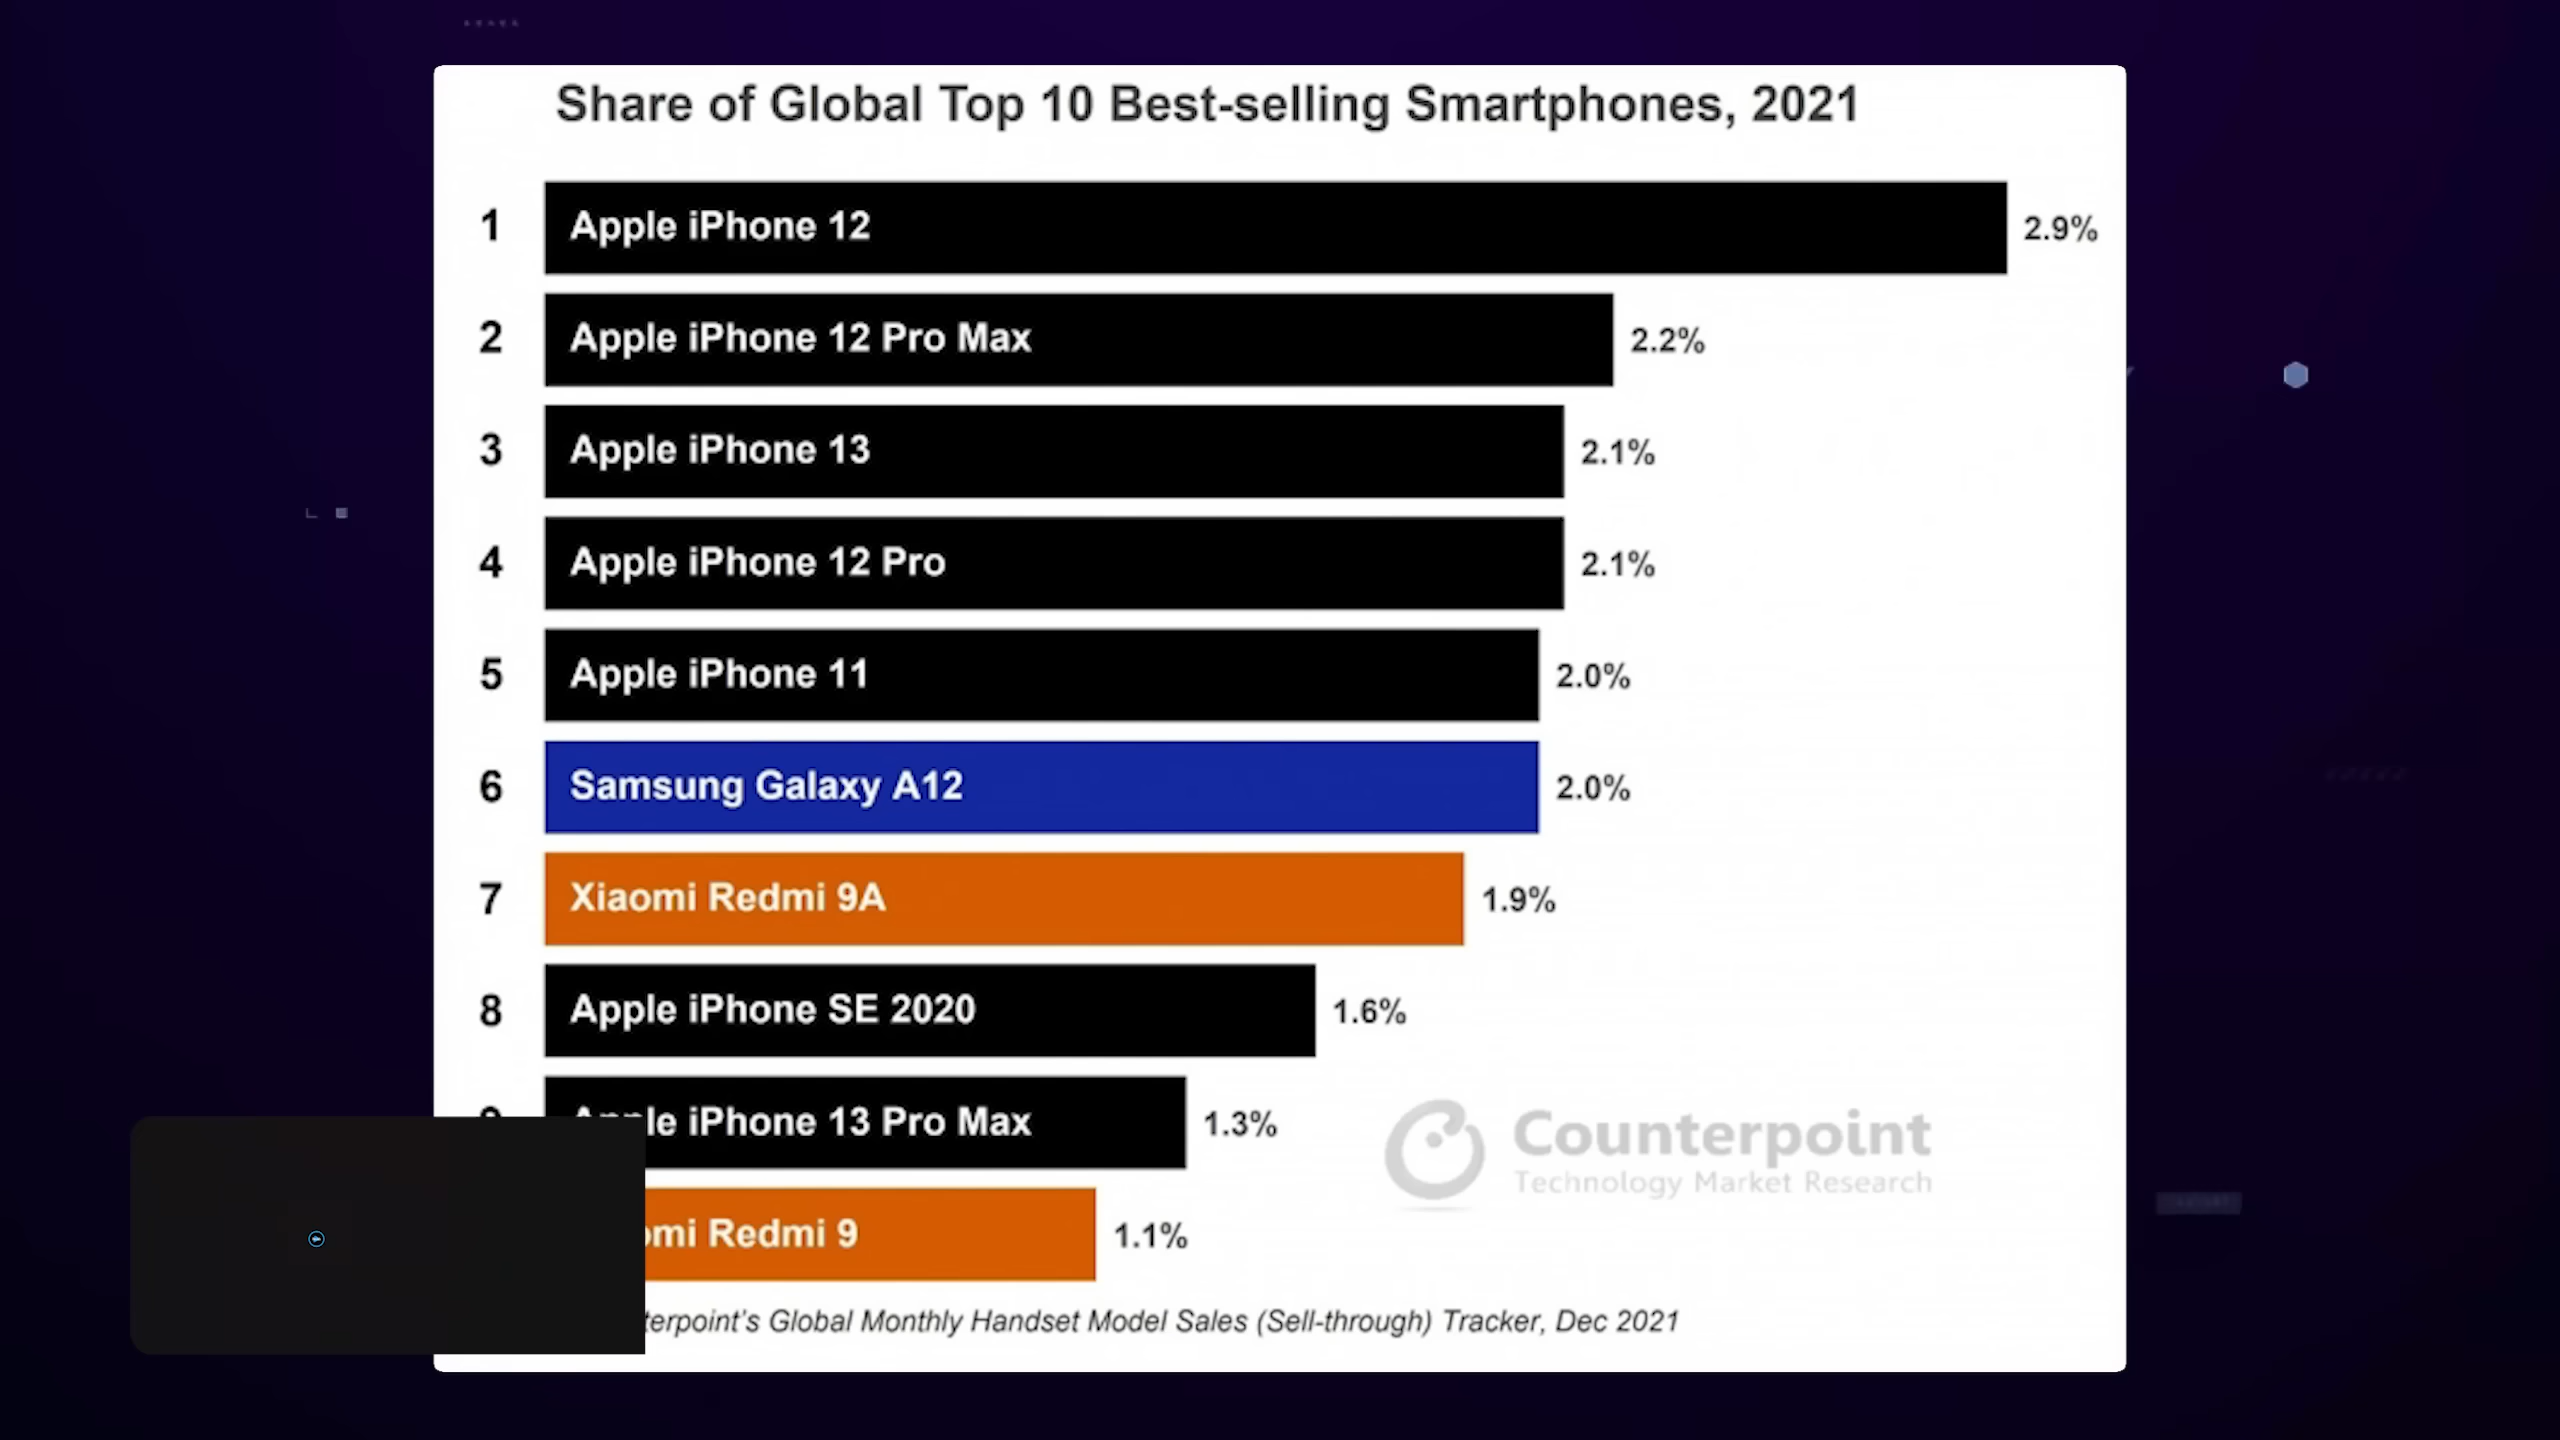 Share of Global Top 10 Best-selling Smartphones, 2021
1 Apple iPhone 12 2.9%
2 Apple iPhone 12 Pro Max 2.2%
3 Apple iPhone 13 2.1%
4 Apple iPhone 12 Pro 2.1%
5 Apple iPhone 11 2.0%
6 Samsung Galaxy A12 2.0%
7 Xiaomi Redmi 9A 1.9%
8 Apple iPhone SE 2020 1.6%
iPhone 13 Pro Max 1.3%
Redmi 9 1.1%
Counterpoint
Technology Market Research
Global Monthly Handset Model Sales (Sell-through) Tracker, Dec 2021